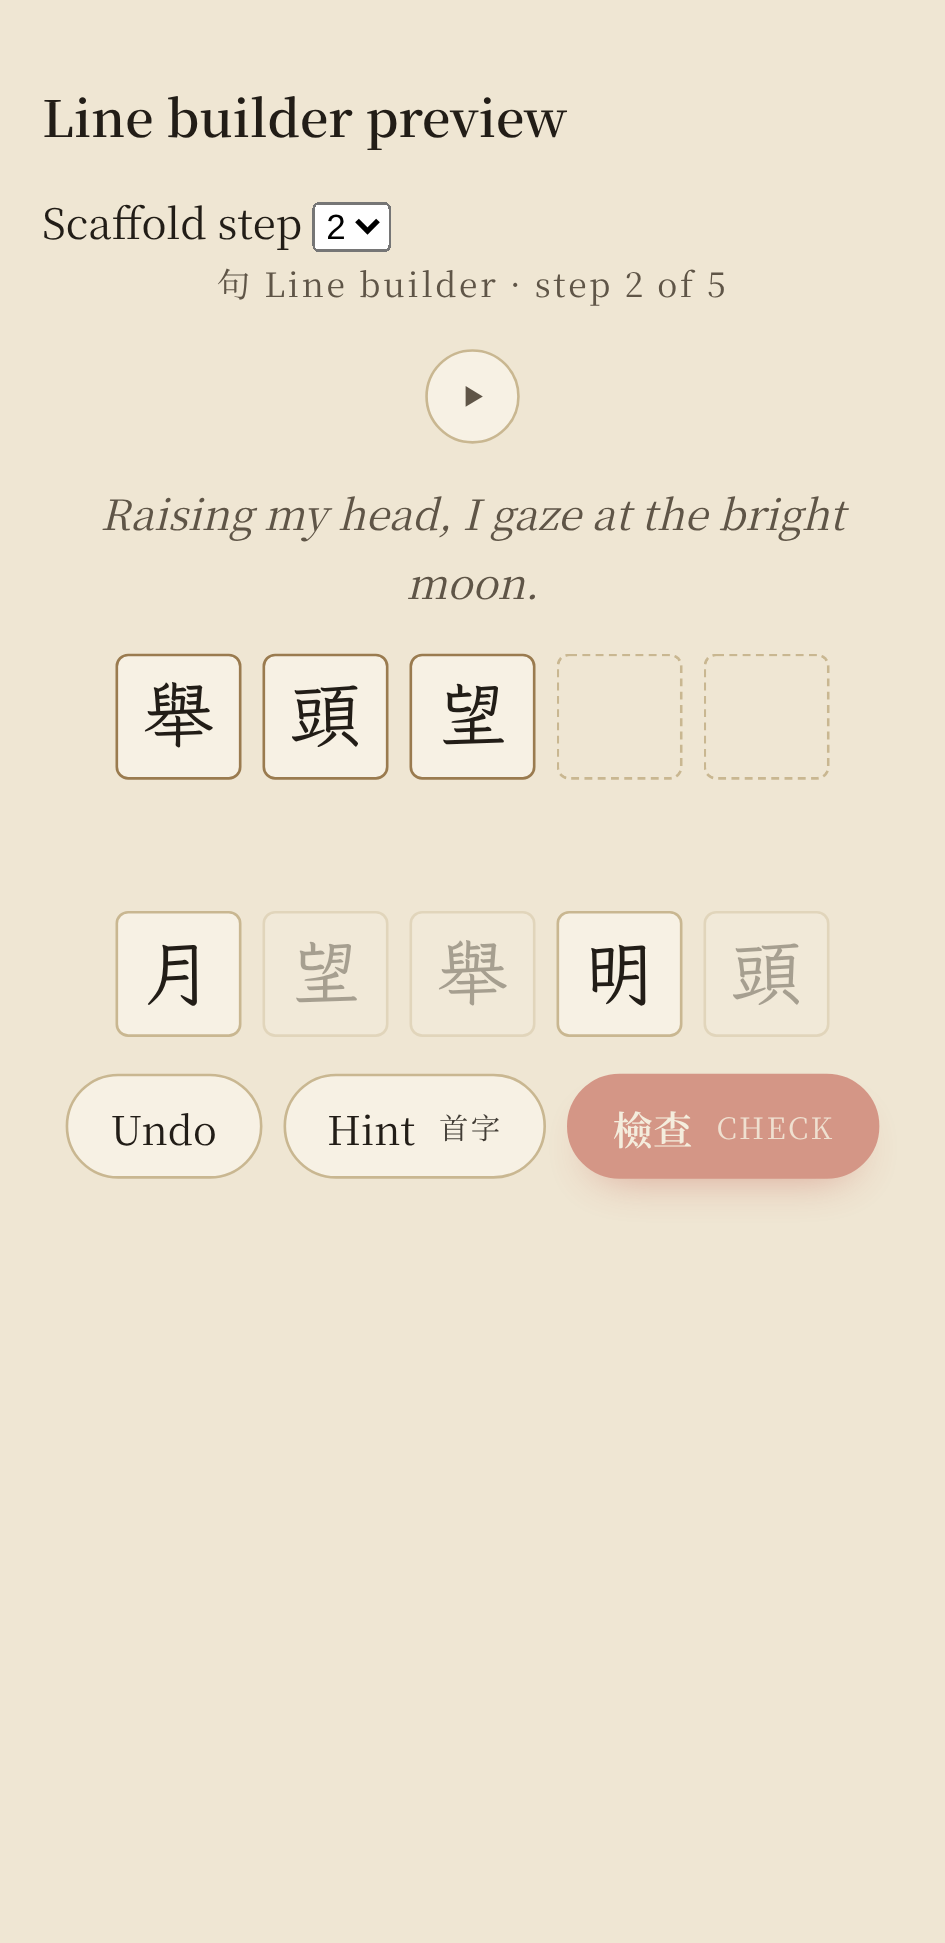 Line builder preview
Scaffold step 2
句 Line builder · step 2 of 5
Raising my head, I gaze at the bright
moon.
舉 頭 望
月 望 舉 明 頭
Undo Hint 首字 檢查 CHECK